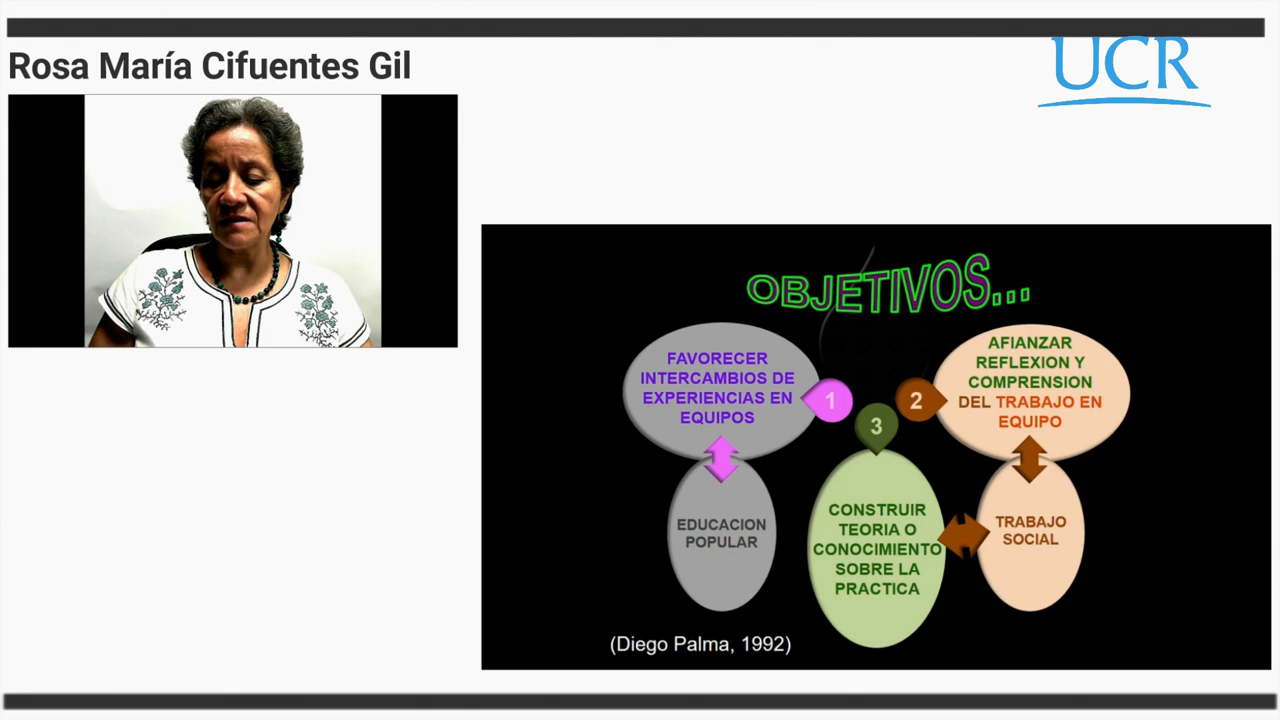 Rosa María Cifuentes Gil
UCR
OBJETIVOS...
FAVORECER
INTERCAMBIOS DE
EXPERIENCIAS EN
EQUIPOS
1
2
AFIANZAR
REFLEXION Y
COMPRENSION
DEL TRABAJO EN
EQUIPO
3
EDUCACION
POPULAR
CONSTRUIR
TEORIA O
CONOCIMIENTO
SOBRE LA
PRACTICA
TRABAJO
SOCIAL
(Diego Palma, 1992)